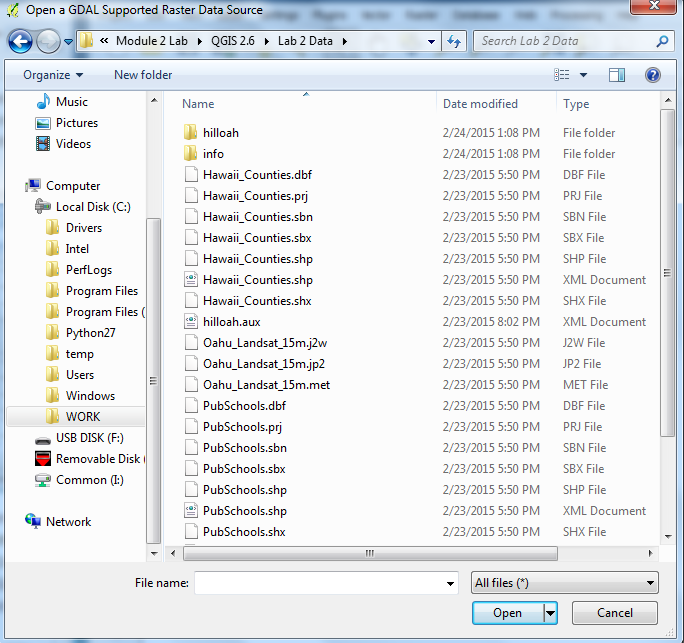 Open a GDAL Supported Raster Data Source
« Module 2 Lab QGIS 2.6 Lab 2 Data Search Lab 2 Data
Organize New folder
Music
Pictures
Videos
Computer
Local Disk (C:)
Drivers
Intel
PerfLogs
Program Files
Program Files (
Python27
temp
Users
Windows
WORK
USB DISK (F:)
Removable Disk (
Common (I:)
Network
Name Date modified Type
hilloah 2/24/2015 1:08 PM File folder
info 2/24/2015 1:08 PM File folder
Hawaii_Counties.dbf 2/23/2015 5:50 PM DBF File
Hawaii_Counties.prj 2/23/2015 5:50 PM PRJ File
Hawaii_Counties.sbn 2/23/2015 5:50 PM SBN File
Hawaii_Counties.sbx 2/23/2015 5:50 PM SBX File
Hawaii_Counties.shp 2/23/2015 5:50 PM SHP File
Hawaii_Counties.shp 2/23/2015 5:50 PM XML Document
Hawaii_Counties.shx 2/23/2015 5:50 PM SHX File
hilloah.aux 2/23/2015 8:02 PM XML Document
Oahu_Landsat_15m.j2w 2/23/2015 5:50 PM J2W File
Oahu_Landsat_15m.jp2 2/23/2015 5:50 PM JP2 File
Oahu_Landsat_15m.met 2/23/2015 5:50 PM MET File
PubSchools.dbf 2/23/2015 5:50 PM DBF File
PubSchools.prj 2/23/2015 5:50 PM PRJ File
PubSchools.sbn 2/23/2015 5:50 PM SBN File
PubSchools.sbx 2/23/2015 5:50 PM SBX File
PubSchools.shp 2/23/2015 5:50 PM SHP File
PubSchools.shp 2/23/2015 5:50 PM XML Document
PubSchools.shx 2/23/2015 5:50 PM SHX File
File name: All files (*)
Open Cancel